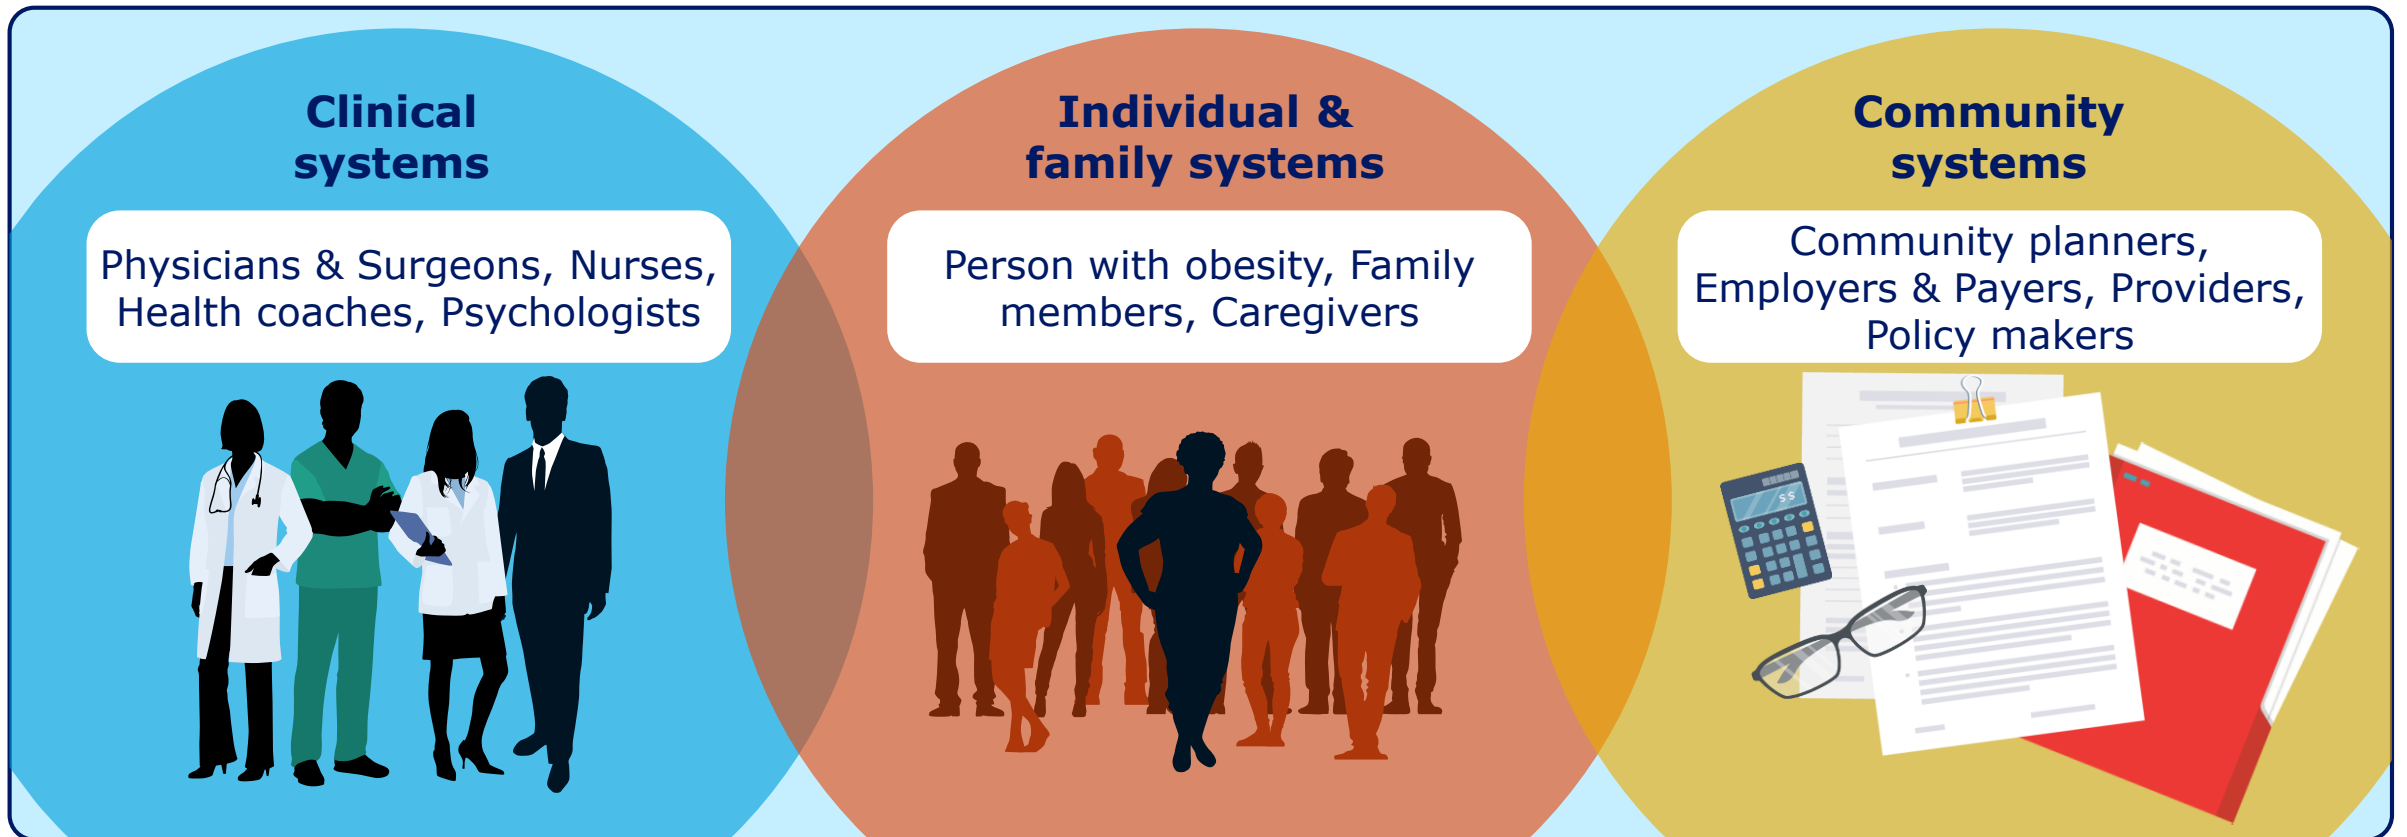 Clinical
systems
Physicians & Surgeons, Nurses,
Health coaches, Psychologists
Individual &
family systems
Person with obesity, Family
members, Caregivers
Community
systems
Community planners,
Employers & Payers, Providers,
Policy makers
$$